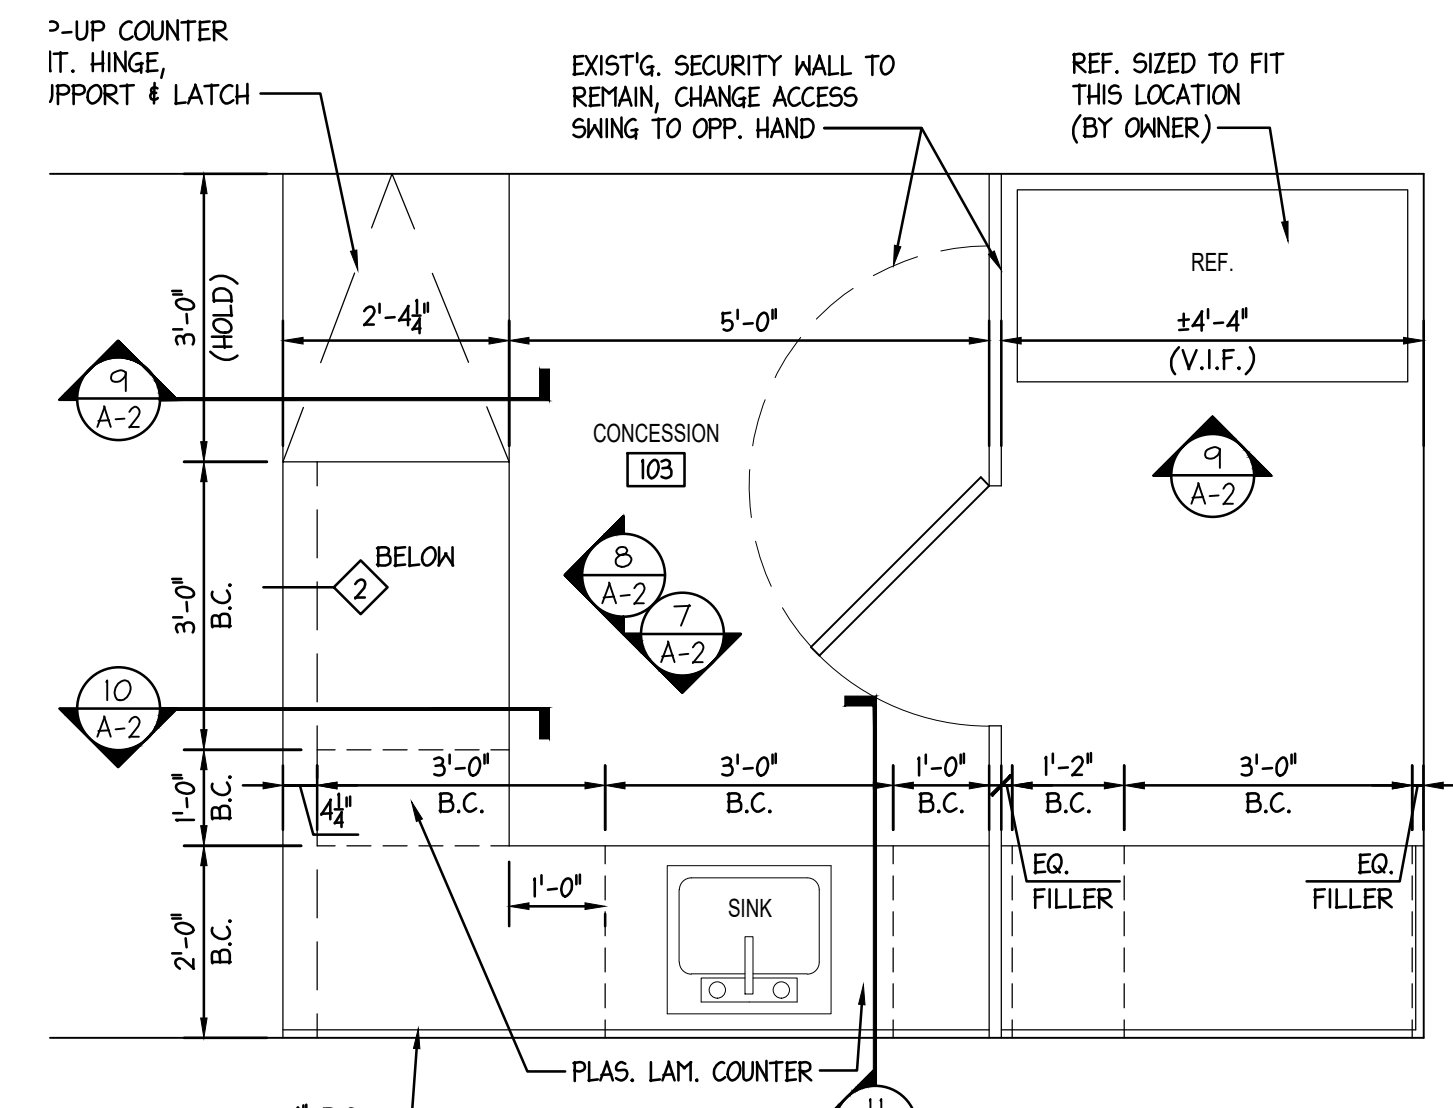 P-UP COUNTER
NT. HINGE,
UPPORT & LATCH
EXIST'G. SECURITY WALL TO
REMAIN, CHANGE ACCESS
SWING TO OPP. HAND
REF. SIZED TO FIT
THIS LOCATION
(BY OWNER)
REF.
3'-0"
(HOLD)
2'-4¼"
5'-0"
±4'-4"
(V.I.F.)
9
A-2
CONCESSION
103
9
A-2
BELOW
2
8
A-2
7
A-2
3'-0"
B.C.
10
A-2
1'-0"
B.C.
4¼"
3'-0"
B.C.
3'-0"
B.C.
1'-0"
B.C.
1'-2"
B.C.
3'-0"
B.C.
EQ.
FILLER
EQ.
FILLER
1'-0"
SINK
2'-0"
B.C.
PLAS. LAM. COUNTER
11